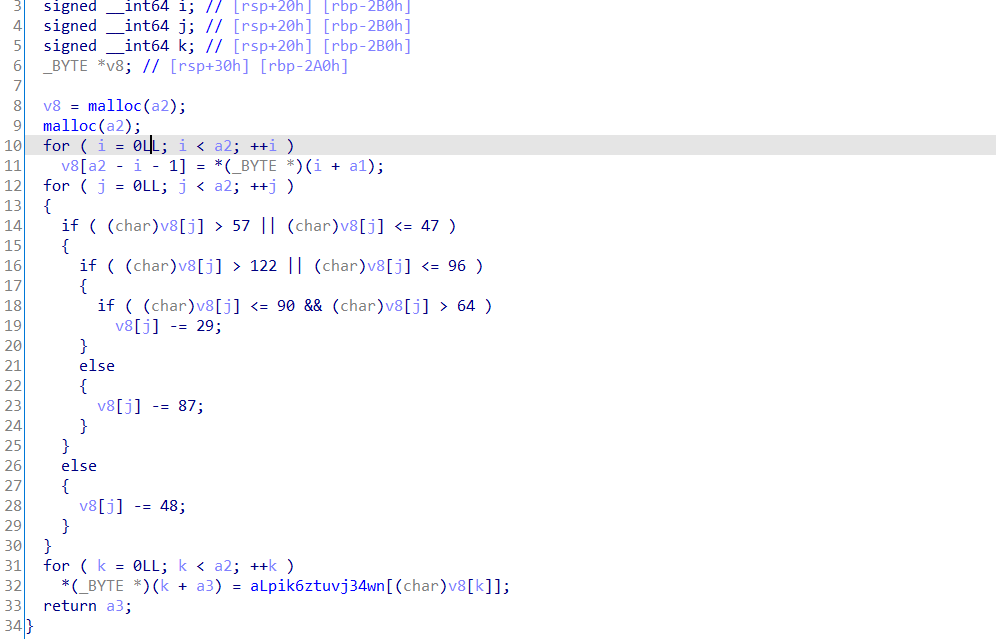 3 signed __int64 i; // [rsp+20h] [rbp-2B0h]
4 signed __int64 j; // [rsp+20h] [rbp-2B0h]
5 signed __int64 k; // [rsp+20h] [rbp-2B0h]
6 _BYTE *v8; // [rsp+30h] [rbp-2A0h]
7
8 v8 = malloc(a2);
9 malloc(a2);
10 for ( i = 0LL; i < a2; ++i )
11 v8[a2 - i - 1] = *(_BYTE *)(i + a1);
12 for ( j = 0LL; j < a2; ++j )
13 {
14 if ( (char)v8[j] > 57 || (char)v8[j] <= 47 )
15 {
16 if ( (char)v8[j] > 122 || (char)v8[j] <= 96 )
17 {
18 if ( (char)v8[j] <= 90 && (char)v8[j] > 64 )
19 v8[j] -= 29;
20 }
21 else
22 {
23 v8[j] -= 87;
24 }
25 }
26 else
27 {
28 v8[j] -= 48;
29 }
30 }
31 for ( k = 0LL; k < a2; ++k )
32 *(_BYTE *)(k + a3) = aLpik6ztuvj34wn[(char)v8[k]];
33 return a3;
34 }